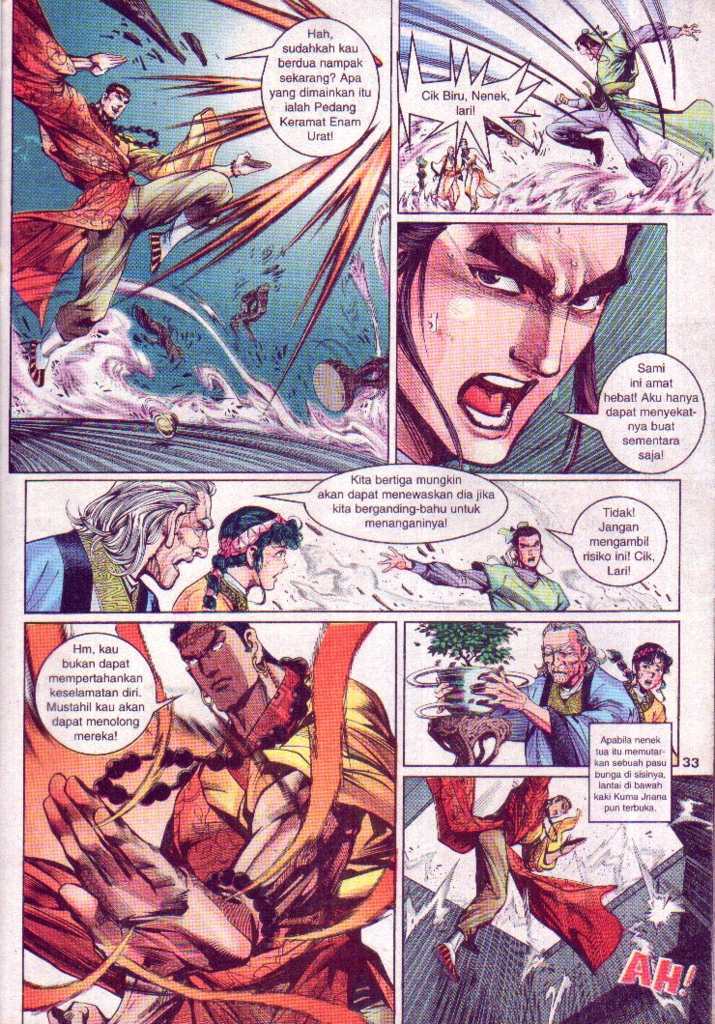 Hah,
sudahkah kau
berdua nampak
sekarang? Apa
yang dimainkan itu
ialah Pedang
Keramat Enam
Urat!
Cik Biru, Nenek,
lari!
Sami
ini amat
hebat! Aku hanya
dapat menyekat-
nya buat
sementara
saja!
Kita bertiga mungkin
akan dapat menewaskan dia jika
kita berganding-bahu untuk
menanganinya!
Tidak!
Jangan
mengambil
risiko ini! Cik,
Lari!
Hm, kau
bukan dapat
mempertahankan
keselamatan diri.
Mustahil kau akan
dapat menolong
mereka!
Apabila nenek
tua itu memutar-
kan sebuah pasu
bunga di sisinya,
lantai di bawah
kaki Kuma Jnana
pun terbuka.
33
AH!